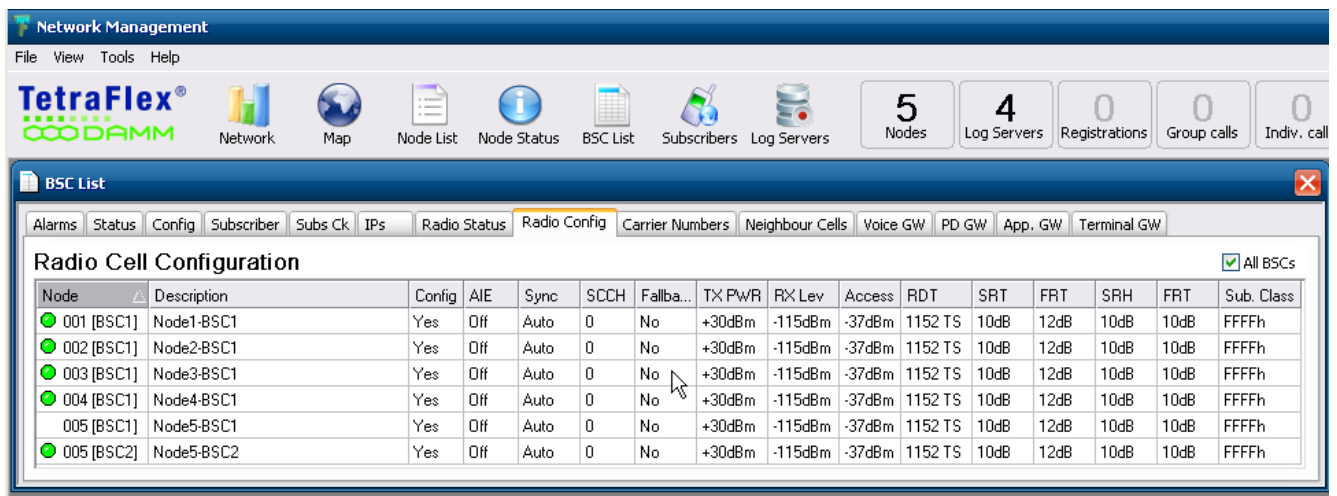 Network Management
File View Tools Help
TetraFlex®
DAMM
Network Map Node List Node Status BSC List Subscribers Log Servers
5 Nodes 4 Log Servers 0 Registrations 0 Group calls 0 Indiv. call
BSC List
Alarms Status Config Subscriber Subs Ck IPs Radio Status Radio Config Carrier Numbers Neighbour Cells Voice GW PD GW App. GW Terminal GW
Radio Cell Configuration All BSCs
Node Description Config AIE Sync SCCH Fallba... TX PWR RX Lev Access RDT SRT FRT SRH FRT Sub. Class
001 [BSC1] Node1-BSC1 Yes Off Auto 0 No +30dBm -115dBm -37dBm 1152 TS 10dB 12dB 10dB 10dB FFFFh
002 [BSC1] Node2-BSC1 Yes Off Auto 0 No +30dBm -115dBm -37dBm 1152 TS 10dB 12dB 10dB 10dB FFFFh
003 [BSC1] Node3-BSC1 Yes Off Auto 0 No +30dBm -115dBm -37dBm 1152 TS 10dB 12dB 10dB 10dB FFFFh
004 [BSC1] Node4-BSC1 Yes Off Auto 0 No +30dBm -115dBm -37dBm 1152 TS 10dB 12dB 10dB 10dB FFFFh
005 [BSC1] Node5-BSC1 Yes Off Auto 0 No +30dBm -115dBm -37dBm 1152 TS 10dB 12dB 10dB 10dB FFFFh
005 [BSC2] Node5-BSC2 Yes Off Auto 0 No +30dBm -115dBm -37dBm 1152 TS 10dB 12dB 10dB 10dB FFFFh